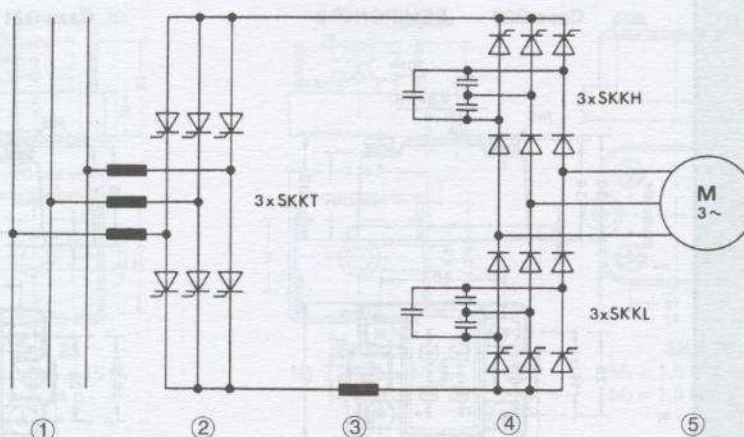 3xSKKH
3xSKKT
M
3~
3xSKKL
① ② ③ ④ ⑤